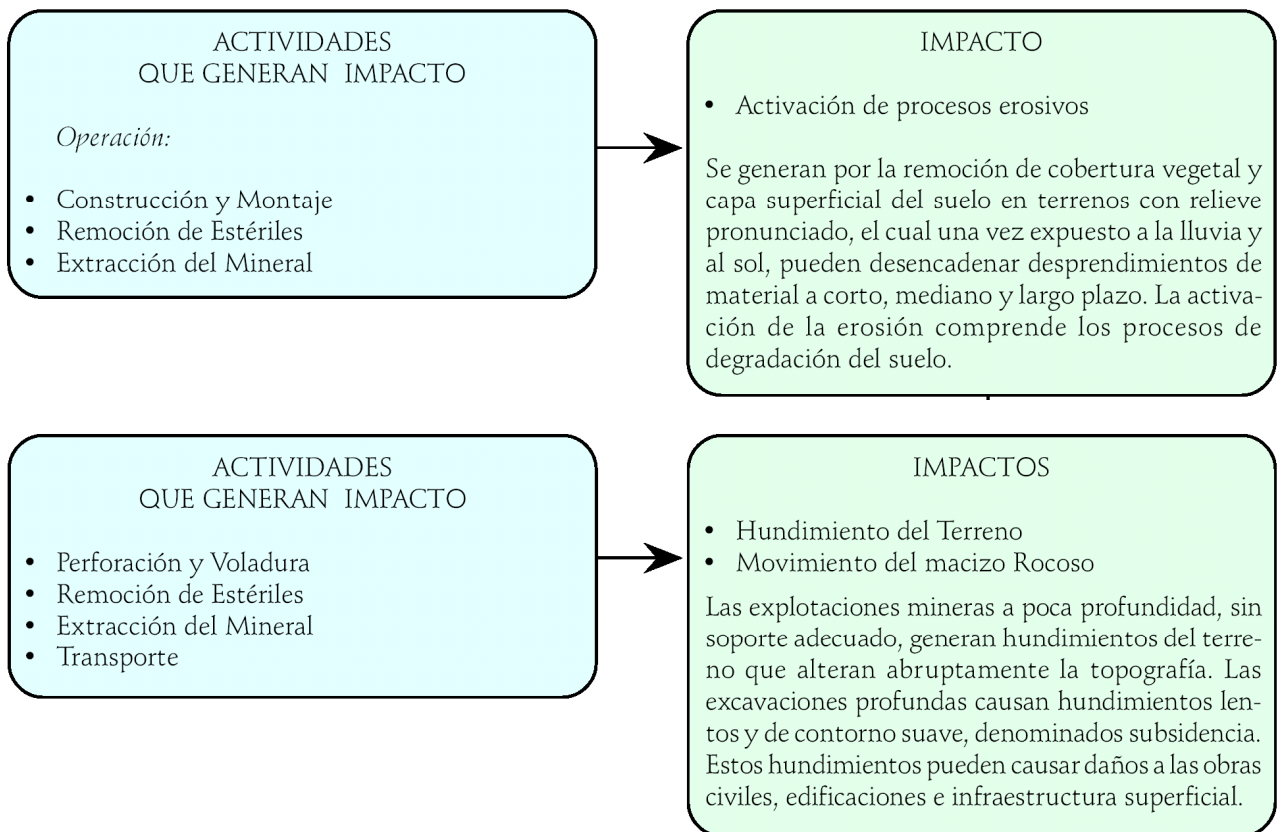 ACTIVIDADES
QUE GENERAN IMPACTO
Operación:
• Construcción y Montaje
• Remoción de Estériles
• Extracción del Mineral
IMPACTO
• Activación de procesos erosivos
Se generan por la remoción de cobertura vegetal y
capa superficial del suelo en terrenos con relieve
pronunciado, el cual una vez expuesto a la lluvia y
al sol, pueden desencadenar desprendimientos de
material a corto, mediano y largo plazo. La activa-
ción de la erosión comprende los procesos de
degradación del suelo.
ACTIVIDADES
QUE GENERAN IMPACTO
• Perforación y Voladura
• Remoción de Estériles
• Extracción del Mineral
• Transporte
IMPACTOS
• Hundimiento del Terreno
• Movimiento del macizo Rocoso
Las explotaciones mineras a poca profundidad, sin
soporte adecuado, generan hundimientos del terre-
no que alteran abruptamente la topografía. Las
excavaciones profundas causan hundimientos len-
tos y de contorno suave, denominados subsidencia.
Estos hundimientos pueden causar daños a las obras
civiles, edificaciones e infraestructura superficial.